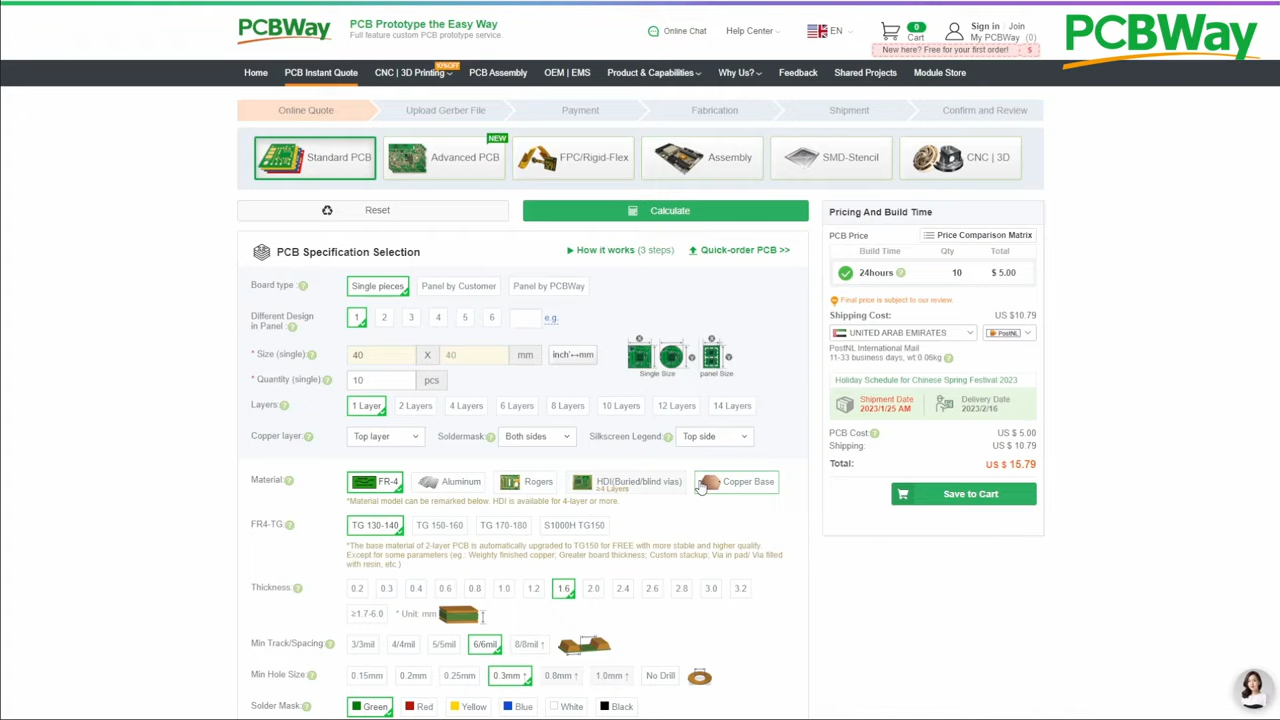 PCBWay
PCB Prototype the Easy Way
Full feature custom PCB prototype service.
Online Chat
Help Center
EN
0
Cart
Sign in | Join
My PCBWay (0)
New here? Free for your first order! - $
PCBWay
Home
PCB Instant Quote
CNC | 3D Printing
10%OFF
PCB Assembly
OEM | EMS
Product & Capabilities
Why Us?
Feedback
Shared Projects
Module Store
Online Quote
Upload Gerber File
Payment
Fabrication
Shipment
Confirm and Review
Standard PCB
NEW
Advanced PCB
FPC/Rigid-Flex
Assembly
SMD-Stencil
CNC | 3D
Reset
Calculate
PCB Specification Selection
How it works (3 steps)
Quick-order PCB >>
Board type :
Single pieces
Panel by Customer
Panel by PCBWay
Different Design
in Panel :
1 2 3 4 5 6 e.g.
* Size (single):
40 X 40 mm inch↔mm
Single Size
panel Size
* Quantity (single):
10 pcs
Layers:
1 Layer 2 Layers 4 Layers 6 Layers 8 Layers 10 Layers 12 Layers 14 Layers
Copper layer:
Top layer
Soldermask:
Both sides
Silkscreen Legend:
Top side
Material:
FR-4
Aluminum
Rogers
HDI(Buried/blind vias)
≥4 Layers
Copper Base
*Material model can be remarked below. HDI is available for 4-layer or more.
FR4-TG:
TG 130-140 TG 150-160 TG 170-180 S1000H TG150
*The base material of 2-layer PCB is automatically upgraded to TG150 for FREE with more stable and higher quality.
Except for some parameters (eg.: Weighty finished copper; Greater board thickness; Custom stackup; Via in pad/ Via filled
with resin, etc.)
Thickness:
0.2 0.3 0.4 0.6 0.8 1.0 1.2 1.6 2.0 2.4 2.6 2.8 3.0 3.2
≥1.7-6.0 * Unit: mm
Min Track/Spacing:
3/3mil 4/4mil 5/5mil 6/6mil 8/8mil ↑
Min Hole Size:
0.15mm 0.2mm 0.25mm 0.3mm ↑ 0.8mm ↑ 1.0mm ↑ No Drill
Solder Mask:
Green Red Yellow Blue White Black
Pricing And Build Time
PCB Price
Price Comparison Matrix
Build Time Qty Total
24hours 10 $ 5.00
Final price is subject to our review.
Shipping Cost: US $10.79
UNITED ARAB EMIRATES
PostNL
PostNL International Mail
11-33 business days, wt:0.06kg
Holiday Schedule for Chinese Spring Festival 2023
Shipment Date
2023/1/25 AM
Delivery Date
2023/2/16
PCB Cost: US $ 5.00
Shipping: US $ 10.79
Total: US $ 15.79
Save to Cart